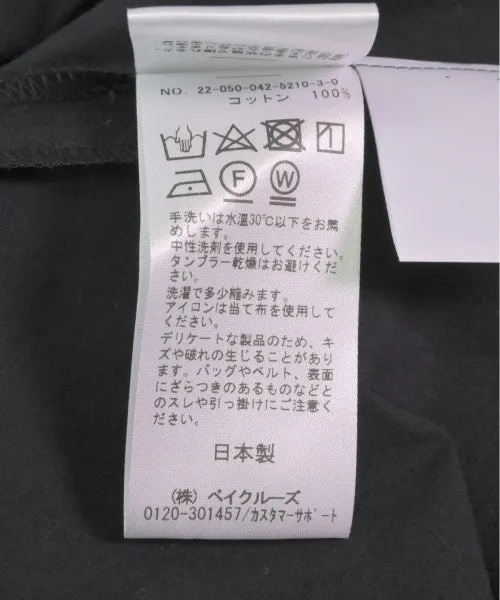 NO. 22-050-042-5210-3-0
コットン 100%
F W
手洗いは水温30℃以下をお薦
めします。
中性洗剤を使用してください。
タンブラー乾燥はお避けくださ
い。
洗濯で多少縮みます。
アイロンは当て布を使用して
ください。
デリケートな製品のため、キ
ズや破れの生じることがあり
ます。バッグやベルト、表面
にざらつきのあるものなどと
のスレや引っ掛けにご注意く
ださい。
日本製
(株) ベイクルーズ
0120-301457/カスタマーサポート